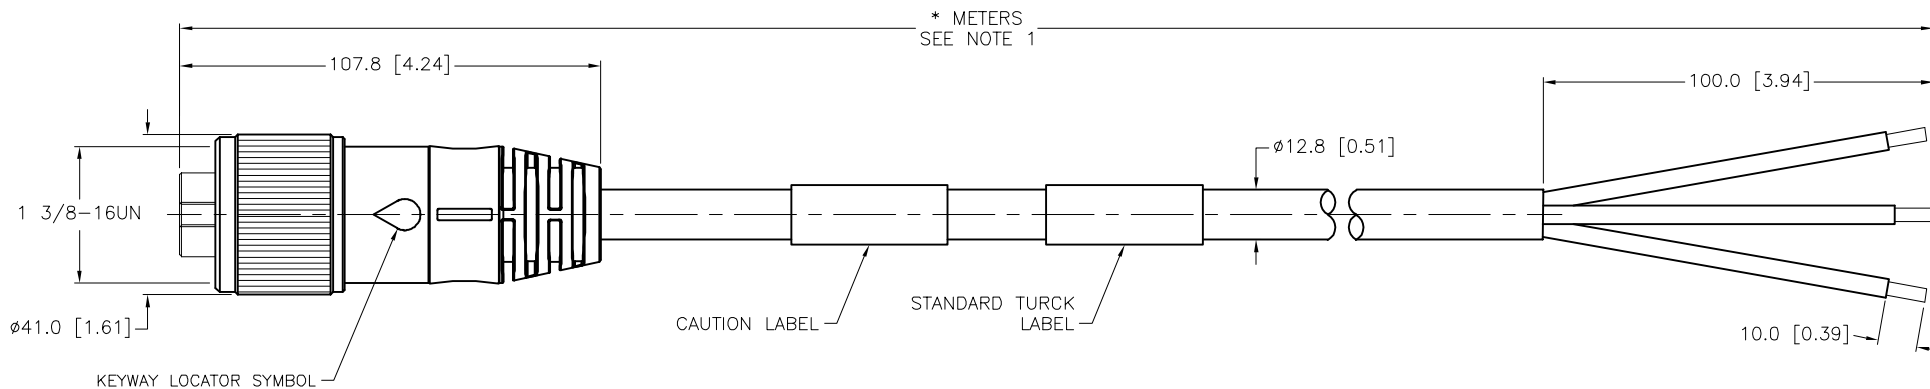 * METERS
SEE NOTE 1
107.8 [4.24]
100.0 [3.94]
ø12.8 [0.51]
1 3/8-16UN
ø41.0 [1.61]
CAUTION LABEL
STANDARD TURCK
LABEL
10.0 [0.39]
KEYWAY LOCATOR SYMBOL